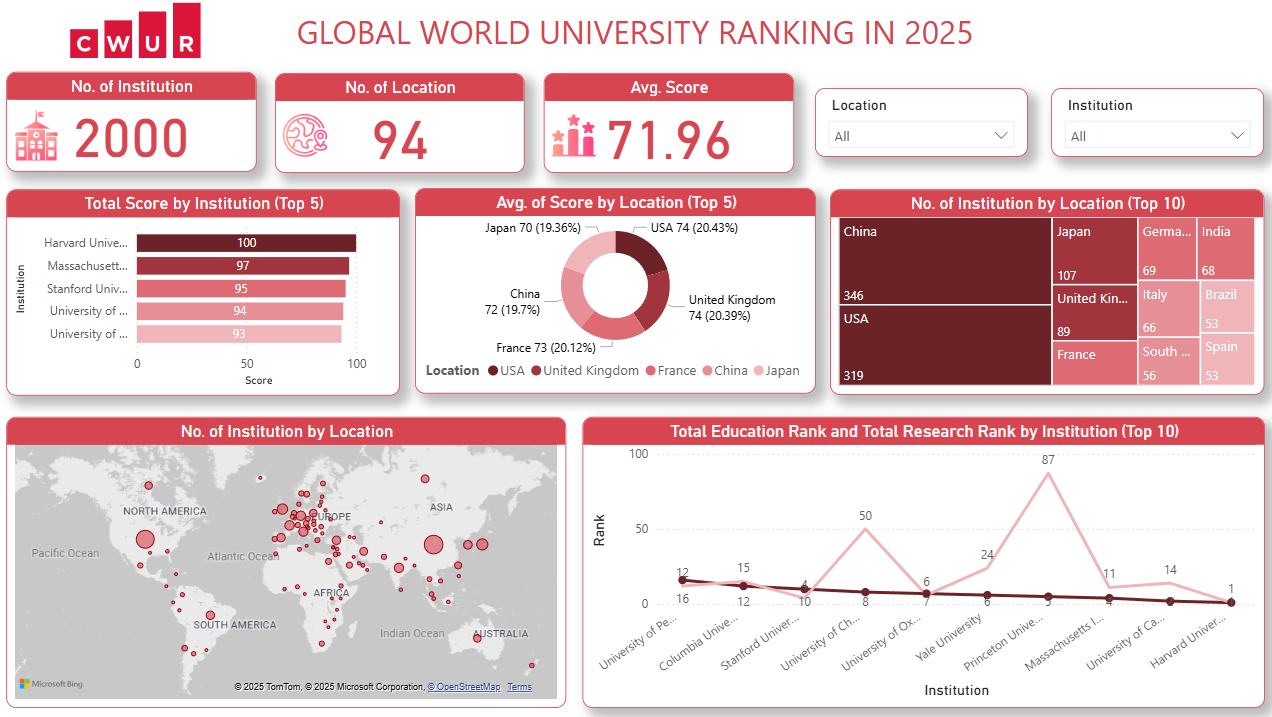 CWUR
GLOBAL WORLD UNIVERSITY RANKING IN 2025
No. of Institution
2000
No. of Location
94
Avg. Score
71.96
Location
All
Institution
All
Total Score by Institution (Top 5)
Institution
Harvard Unive...
100
Massachusett...
97
Stanford Univ...
95
University of ...
94
University of ...
93
0
50
100
Score
Avg. of Score by Location (Top 5)
Japan 70 (19.36%)
USA 74 (20.43%)
China
72 (19.7%)
United Kingdom
74 (20.39%)
France 73 (20.12%)
Location
USA
United Kingdom
France
China
Japan
No. of Institution by Location (Top 10)
China
346
USA
319
Japan
107
United Kin...
89
France
Germa...
69
India
68
Italy
66
Brazil
53
South ...
56
Spain
53
No. of Institution by Location
NORTH AMERICA
EUROPE
ASIA
Pacific Ocean
Atlantic Ocean
AFRICA
SOUTH AMERICA
Indian Ocean
AUSTRALIA
Microsoft Bing
© 2025 TomTom, © 2025 Microsoft Corporation, © OpenStreetMap Terms
Total Education Rank and Total Research Rank by Institution (Top 10)
Rank
100
50
0
12
15
4
50
6
24
87
11
14
1
16
12
10
8
7
6
5
4
University of Pe...
Columbia Unive...
Stanford Univer...
University of Ch...
University of Ox...
Yale University
Princeton Unive...
Massachusetts I...
University of Ca...
Harvard Univer...
Institution